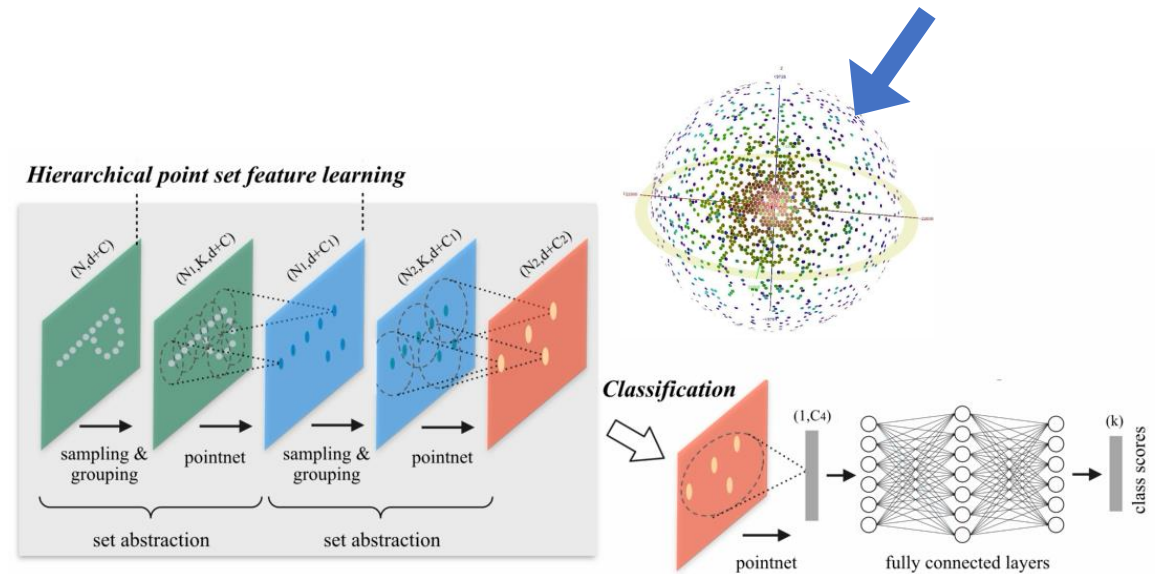 Hierarchical point set feature learning
(N,d+C)
(N1,K,d+C)
(N1,d+C1)
(N2,K,d+C1)
(N2,d+C2)
sampling &
grouping
pointnet
sampling &
grouping
pointnet
set abstraction
set abstraction
Classification
(1,C4)
(k)
class scores
pointnet
fully connected layers